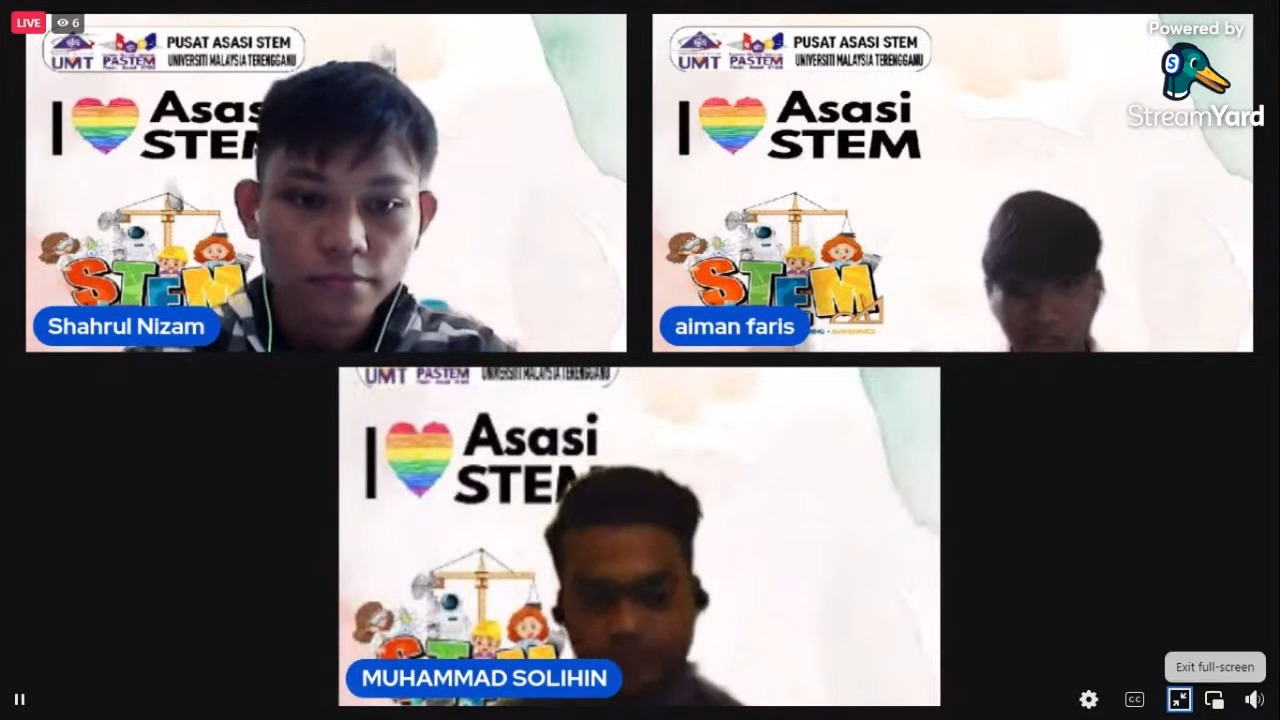 LIVE 6
Powered by
StreamYard
UMT PASTEM
PUSAT ASASI STEM
UNIVERSITI MALAYSIA TERENGGANU
I Asasi
STEM
STEM
Shahrul Nizam
UMT PASTEM
PUSAT ASASI STEM
UNIVERSITI MALAYSIA TERENGGANU
I Asasi
STEM
STEM
aiman faris
UMT PASTEM UNIVERSITI MALAYSIA TERENGGANU
I Asasi
STEM
STEM
MUHAMMAD SOLIHIN
Exit full-screen
CC